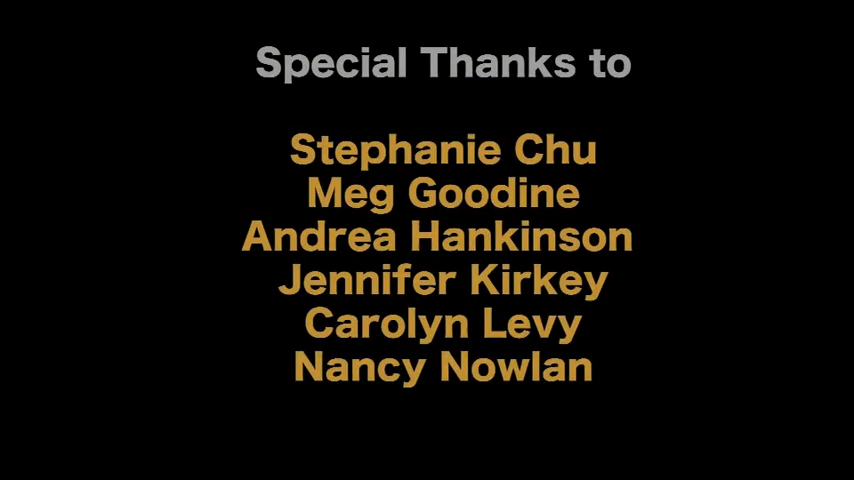 Special Thanks to
Stephanie Chu
Meg Goodine
Andrea Hankinson
Jennifer Kirkey
Carolyn Levy
Nancy Nowlan